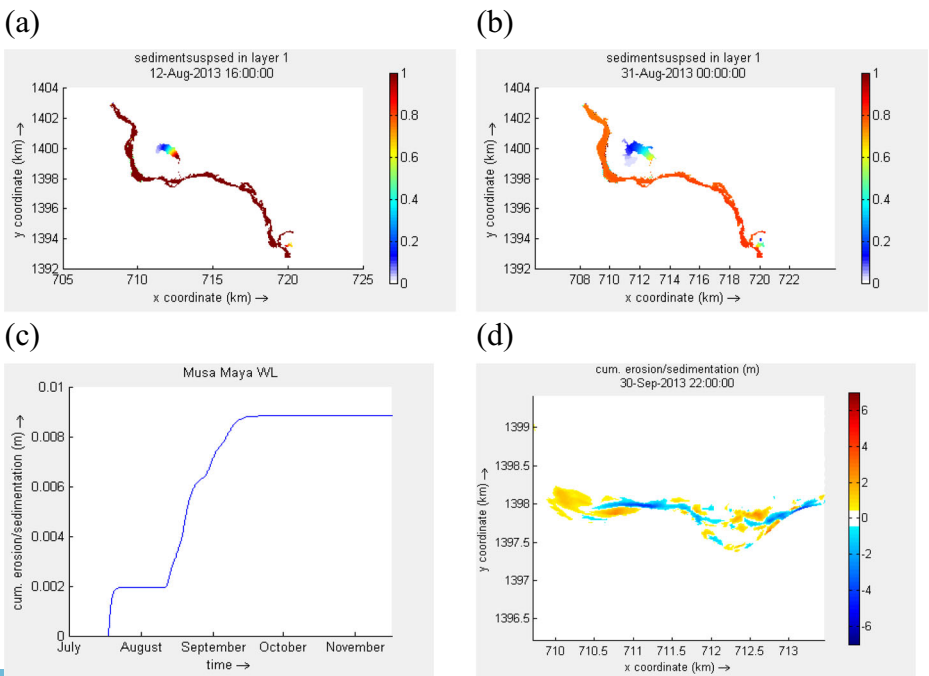 (a)
sedimentsuspsed in layer 1
12-Aug-2013 16:00:00
1404
1402
1400
1398
1396
1394
1392
y coordinate (km) →
705
710
715
720
725
x coordinate (km) →
1
0.8
0.6
0.4
0.2
0
(b)
sedimentsuspsed in layer 1
31-Aug-2013 00:00:00
1404
1402
1400
1398
1396
1394
1392
y coordinate (km) →
708
710
712
714
716
718
720
722
x coordinate (km) →
1
0.8
0.6
0.4
0.2
0
(c)
Musa Maya WL
0.01
0.008
0.006
0.004
0.002
0
cum. erosion/sedimentation (m) →
July
August
September
October
November
time →
(d)
cum. erosion/sedimentation (m)
30-Sep-2013 22:00:00
1399
1398.5
1398
1397.5
1397
1396.5
y coordinate (km) →
710
710.5
711
711.5
712
712.5
713
x coordinate (km) →
6
4
2
0
-2
-4
-6